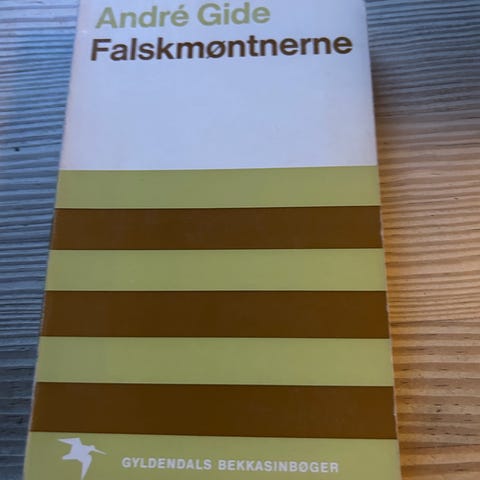 André Gide
Falskmøntnerne
GYLDENDALS BEKKASINBØGER